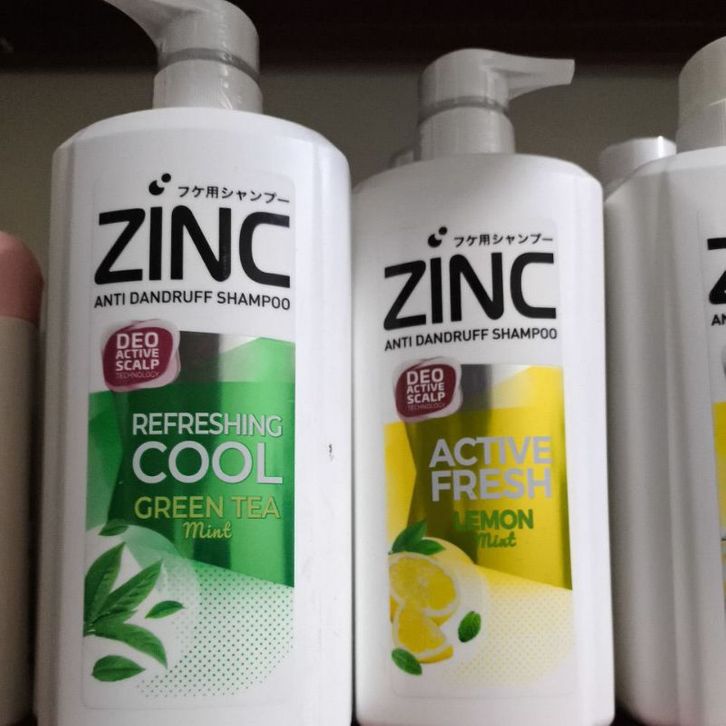 フケ用シャンプー
ZINC
ANTI DANDRUFF SHAMPOO
DEO
ACTIVE
SCALP
TECHNOLOGY
REFRESHING
COOL
GREEN TEA
Mint
フケ用シャンプー
ZINC
ANTI DANDRUFF SHAMPOO
DEO
ACTIVE
SCALP
TECHNOLOGY
ACTIVE
FRESH
LEMON
Mint